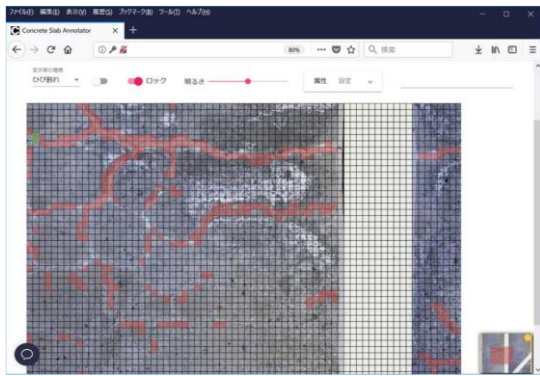 ファイル(F) 編集(E) 表示(V) 履歴(S) ブックマーク(B) ツール(T) ヘルプ(H)
Concrete Slab Annotator
80%
検索
ひび割れ
ロック
明るさ
属性
設定